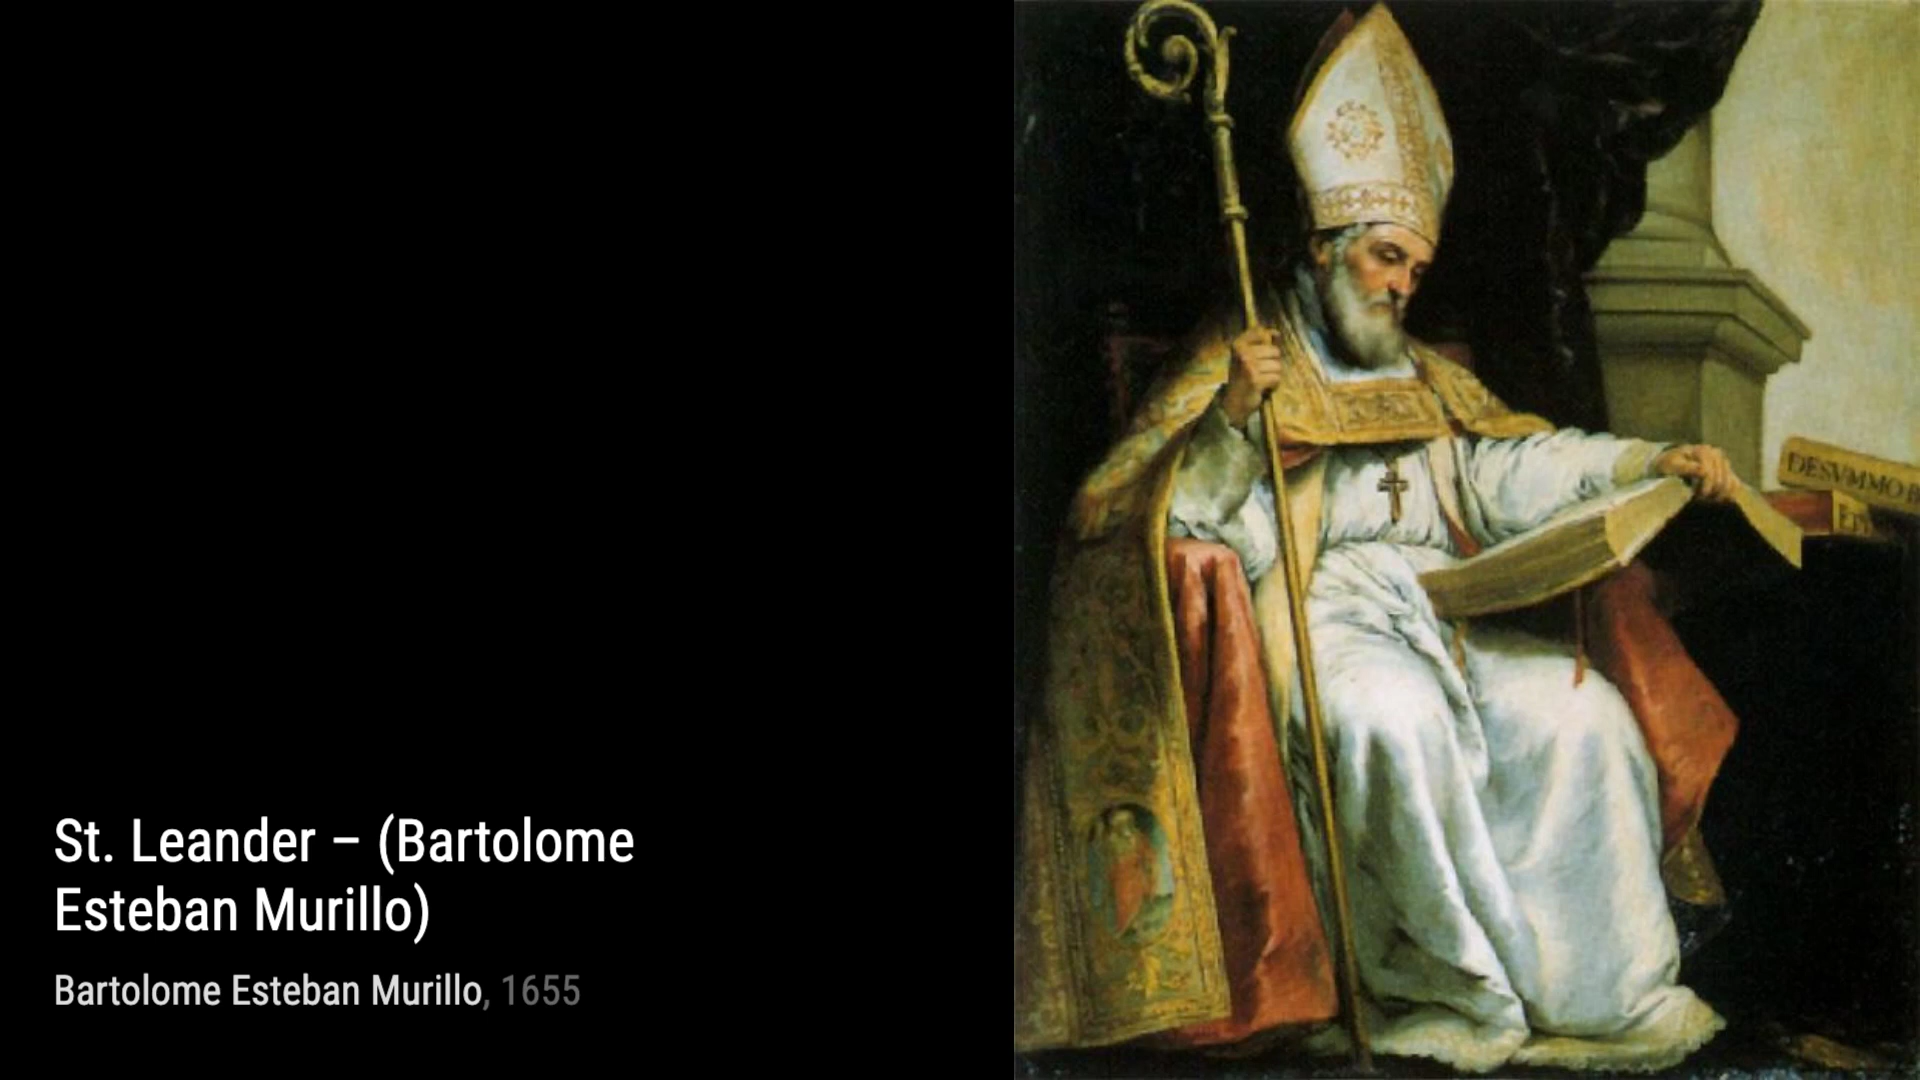 St. Leander – (Bartolome
Esteban Murillo)
Bartolome Esteban Murillo, 1655
DESVMMO B